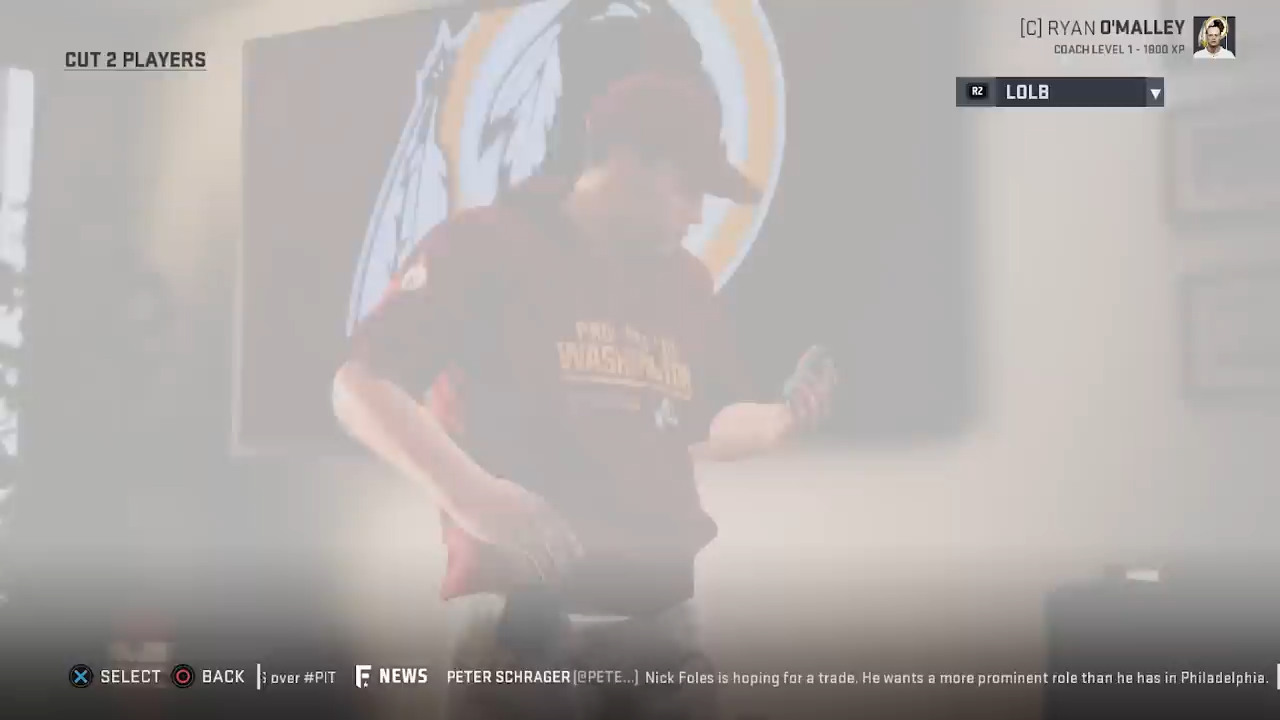 CUT 2 PLAYERS
[C] RYAN O'MALLEY
COACH LEVEL 1 - 1800 XP
R2 LOLB
WASHINGTON
SELECT BACK over #PIT NEWS PETER SCHRAGER [@PETE...] Nick Foles is hoping for a trade. He wants a more prominent role than he has in Philadelphia.